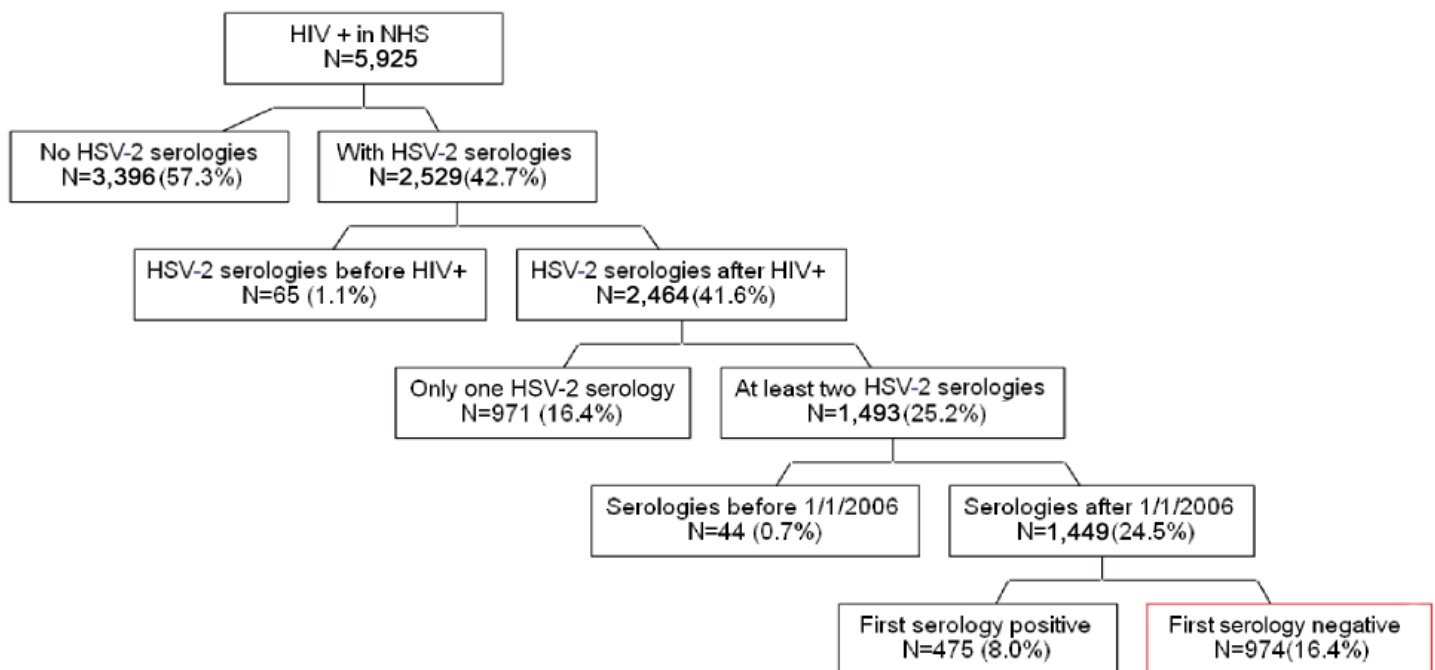 HIV + in NHS
N=5,925
No HSV-2 serologies
N=3,396(57.3%)
With HSV-2 serologies
N=2,529(42.7%)
HSV-2 serologies before HIV+
N=65 (1.1%)
HSV-2 serologies after HIV+
N=2,464(41.6%)
Only one HSV-2 serology
N=971 (16.4%)
At least two HSV-2 serologies
N=1,493(25.2%)
Serologies before 1/1/2006
N=44 (0.7%)
Serologies after 1/1/2006
N=1,449(24.5%)
First serology positive
N=475 (8.0%)
First serology negative
N=974(16.4%)